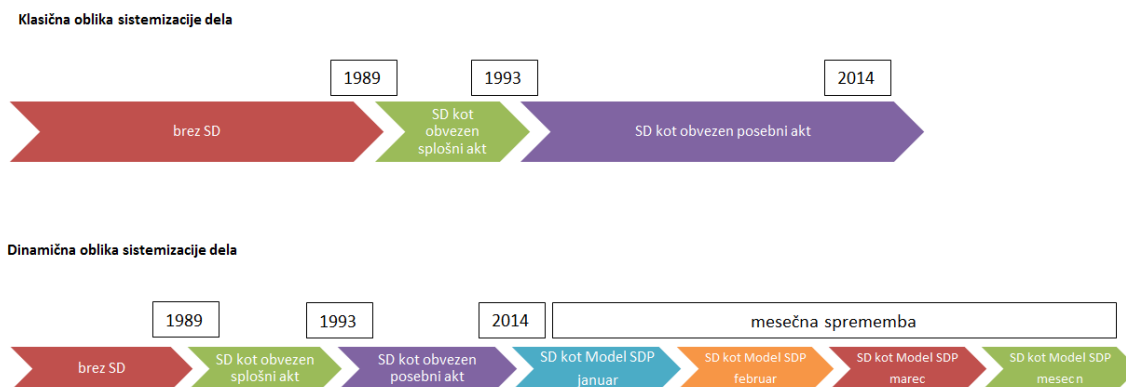 Klasična oblika sistemizacije dela
1989
1993
2014
brez SD
SD kot
obvezen
splošni akt
SD kot obvezen posebni akt
Dinamična oblika sistemizacije dela
1989
1993
2014
mesečna sprememba
brez SD
SD kot obvezen
splošni akt
SD kot obvezen
posebni akt
SD kot Model SDP
januar
SD kot Model SDP
februar
SD kot Model SDP
marec
SD kot Model SDP
mesecn